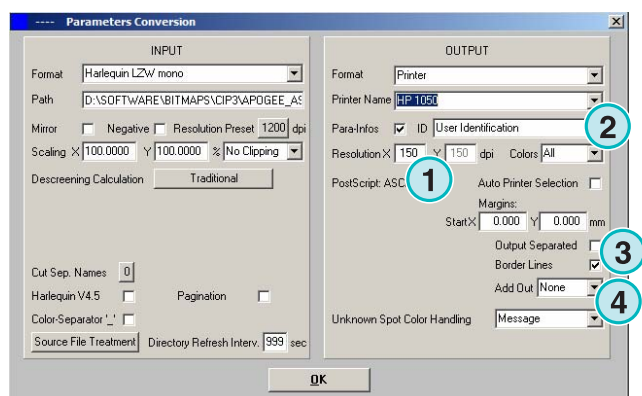 ---- Parameters Conversion
INPUT
Format Harlequin LZW mono
Path D:\SOFTWARE\BITMAPS\CIP3\APOGEE_AS
Mirror Negative Resolution Preset 1200 dpi
Scaling X 100.0000 Y 100.0000 % No Clipping
Descreening Calculation Traditional
Cut Sep. Names 0
Harlequin V4.5 Pagination
Color-Separator '_'
Source File Treatment Directory Refresh Interv. 999 sec
OUTPUT
Format Printer
Printer Name HP 1050
Para-Infos ID User Identification 2
Resolution X 150 Y 150 dpi Colors All
PostScript: 1 Auto Printer Selection
Margins:
Start X 0.000 Y 0.000 mm
Output Separated 3
Border Lines
Add Out None 4
Unknown Spot Color Handling Message
OK